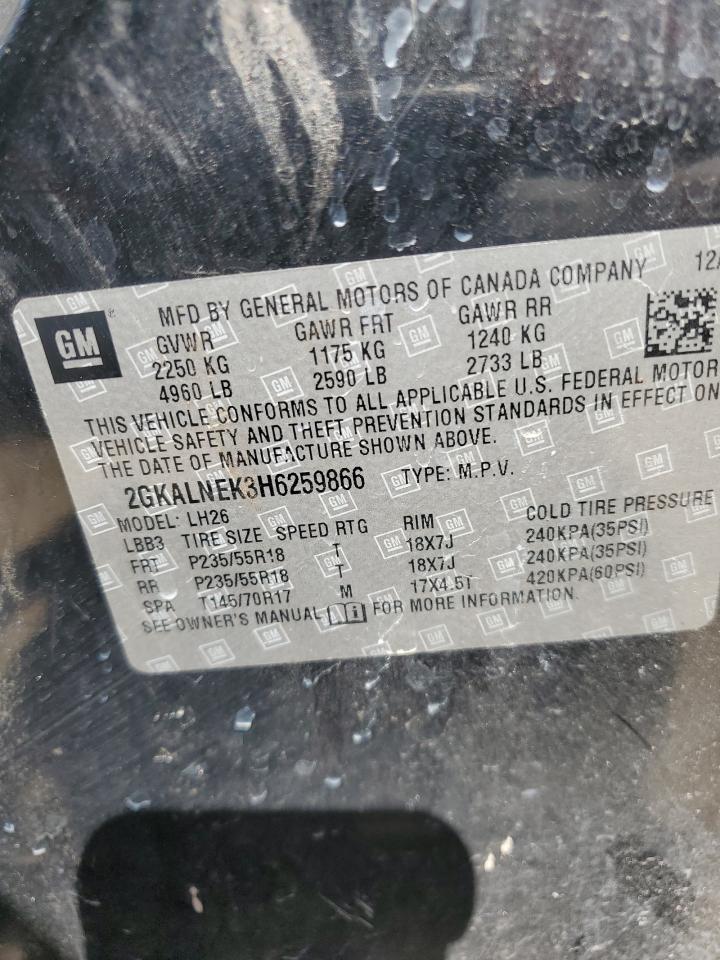 MFD BY GENERAL MOTORS OF CANADA COMPANY 12/
GM
GVWR GAWR FRT GAWR RR
2250 KG 1175 KG 1240 KG
4960 LB 2590 LB 2733 LB
THIS VEHICLE CONFORMS TO ALL APPLICABLE U.S. FEDERAL MOTOR
VEHICLE SAFETY AND THEFT PREVENTION STANDARDS IN EFFECT ON
THE DATE OF MANUFACTURE SHOWN ABOVE.
2GKALNEK3H6259866 TYPE: M.P.V.
MODEL: LH26
LBB3 TIRE SIZE SPEED RTG RIM COLD TIRE PRESSURE
FRT P235/55R18 T 18X7J 240KPA(35PSI)
RR P235/55R18 T 18X7J 240KPA(35PSI)
SPA T145/70R17 M 17X4.5T 420KPA(60PSI)
SEE OWNER'S MANUAL FOR MORE INFORMATION.